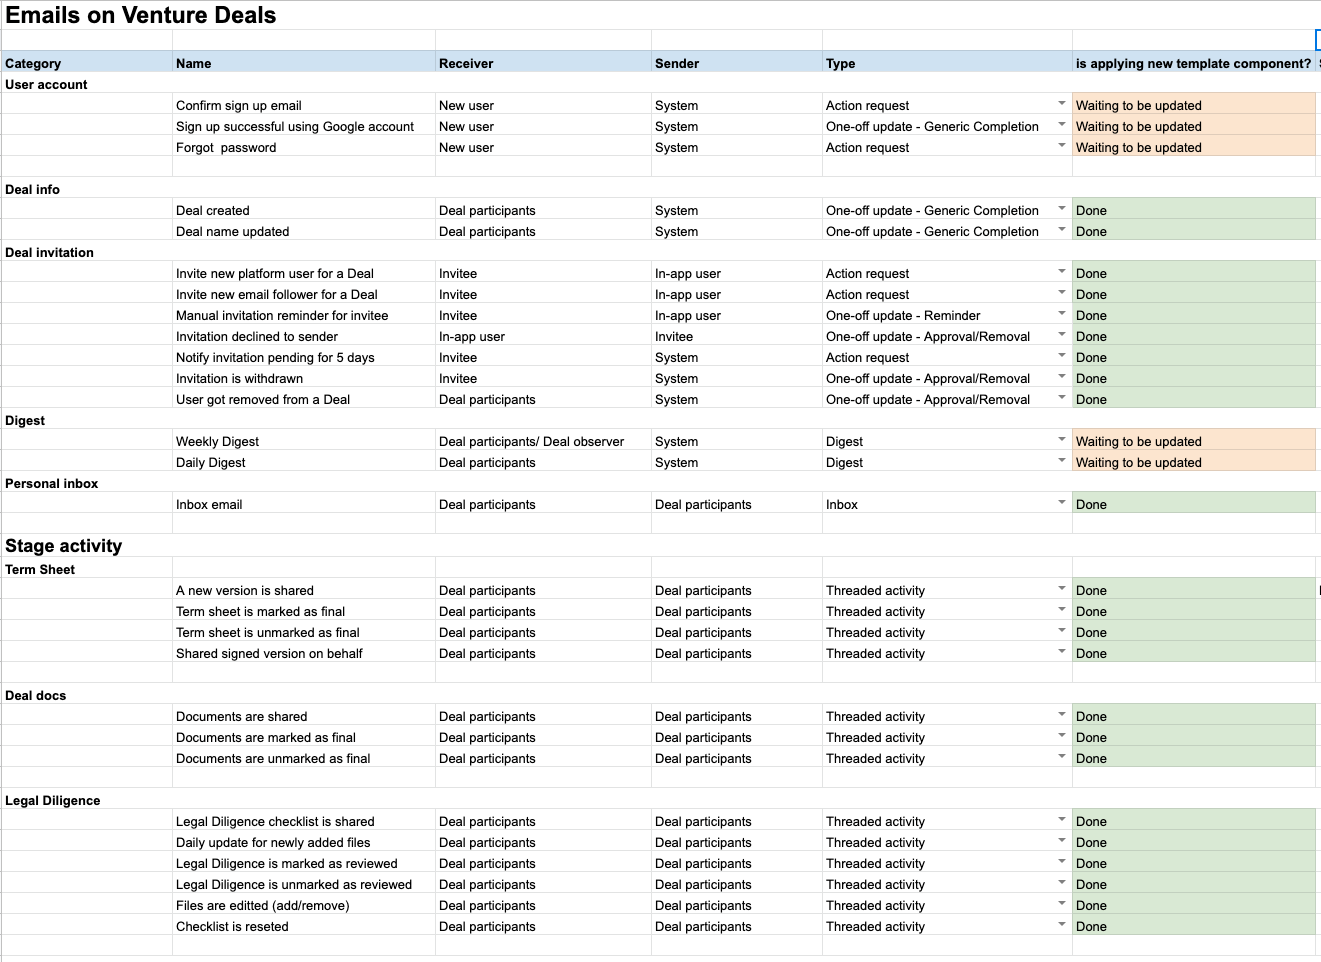 Emails on Venture Deals
Category Name Receiver Sender Type is applying new template component?
User account
Confirm sign up email New user System Action request Waiting to be updated
Sign up successful using Google account New user System One-off update - Generic Completion Waiting to be updated
Forgot  password New user System Action request Waiting to be updated
Deal info
Deal created Deal participants System One-off update - Generic Completion Done
Deal name updated Deal participants System One-off update - Generic Completion Done
Deal invitation
Invite new platform user for a Deal Invitee In-app user Action request Done
Invite new email follower for a Deal Invitee In-app user Action request Done
Manual invitation reminder for invitee Invitee In-app user One-off update - Reminder Done
Invitation declined to sender In-app user Invitee One-off update - Approval/Removal Done
Notify invitation pending for 5 days Invitee System Action request Done
Invitation is withdrawn Invitee System One-off update - Approval/Removal Done
User got removed from a Deal Deal participants System One-off update - Approval/Removal Done
Digest
Weekly Digest Deal participants/ Deal observer System Digest Waiting to be updated
Daily Digest Deal participants System Digest Waiting to be updated
Personal inbox
Inbox email Deal participants Deal participants Inbox Done
Stage activity
Term Sheet
A new version is shared Deal participants Deal participants Threaded activity Done
Term sheet is marked as final Deal participants Deal participants Threaded activity Done
Term sheet is unmarked as final Deal participants Deal participants Threaded activity Done
Shared signed version on behalf Deal participants Deal participants Threaded activity Done
Deal docs
Documents are shared Deal participants Deal participants Threaded activity Done
Documents are marked as final Deal participants Deal participants Threaded activity Done
Documents are unmarked as final Deal participants Deal participants Threaded activity Done
Legal Diligence
Legal Diligence checklist is shared Deal participants Deal participants Threaded activity Done
Daily update for newly added files Deal participants Deal participants Threaded activity Done
Legal Diligence is marked as reviewed Deal participants Deal participants Threaded activity Done
Legal Diligence is unmarked as reviewed Deal participants Deal participants Threaded activity Done
Files are editted (add/remove) Deal participants Deal participants Threaded activity Done
Checklist is reseted Deal participants Deal participants Threaded activity Done